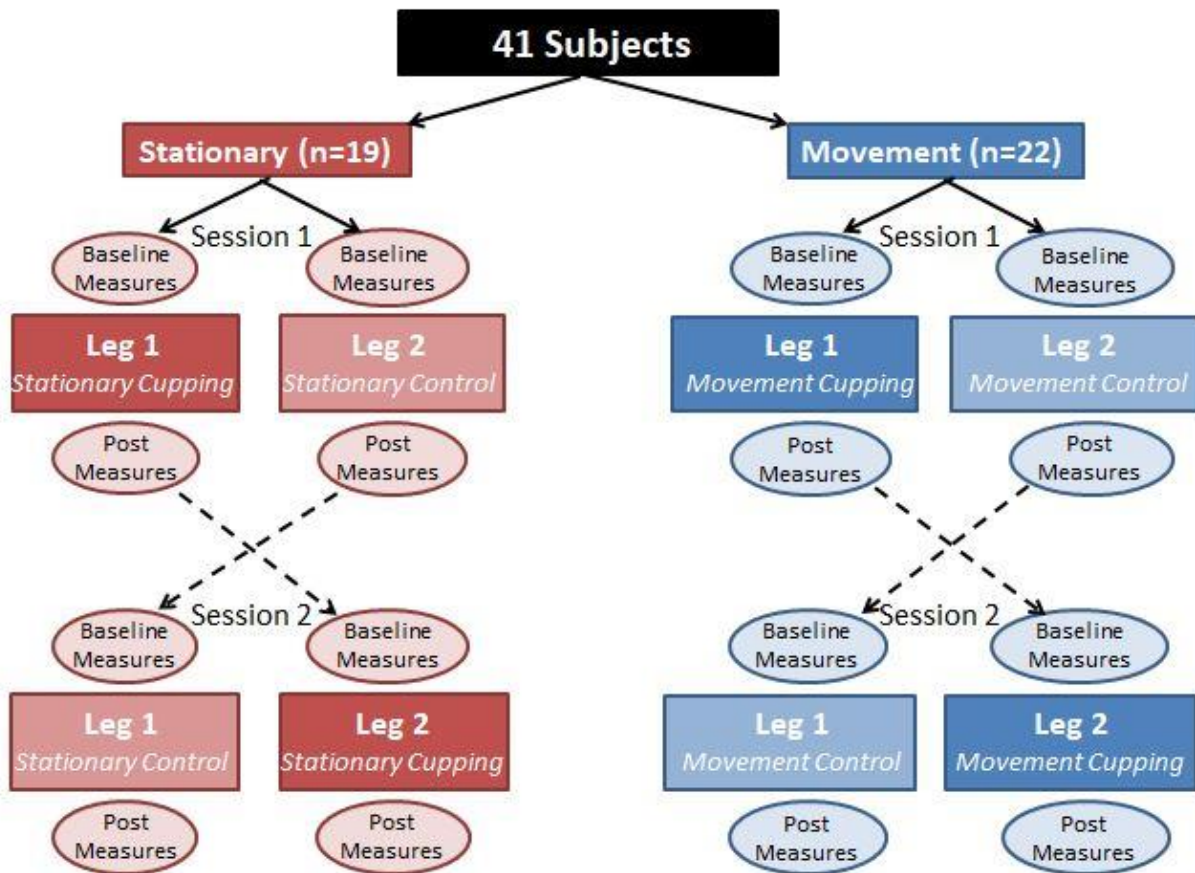 41 Subjects
Stationary (n=19)
Movement (n=22)
Session 1
Baseline
Measures
Baseline
Measures
Session 1
Baseline
Measures
Baseline
Measures
Leg 1
Stationary Cupping
Leg 2
Stationary Control
Leg 1
Movement Cupping
Leg 2
Movement Control
Post
Measures
Post
Measures
Post
Measures
Post
Measures
Session 2
Baseline
Measures
Baseline
Measures
Session 2
Baseline
Measures
Baseline
Measures
Leg 1
Stationary Control
Leg 2
Stationary Cupping
Leg 1
Movement Control
Leg 2
Movement Cupping
Post
Measures
Post
Measures
Post
Measures
Post
Measures